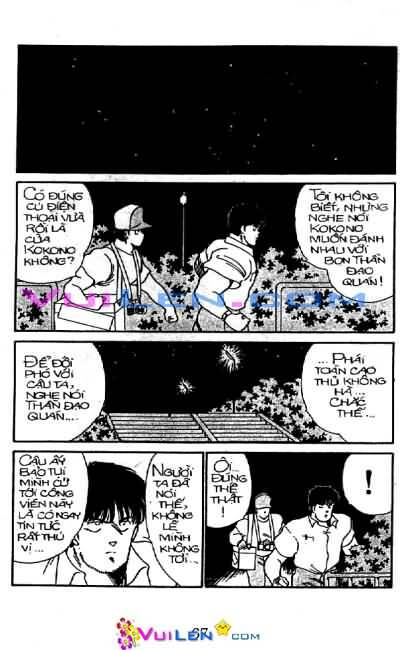 CÓ ĐÚNG
CÚ ĐIỆN
THOẠI VỪA
RỒI LÀ
CỦA
KOKONO
KHÔNG?
TÔI KHÔNG
BIẾT, NHƯNG
NGHE NÓI
KOKONO
MUỐN ĐÁNH
NHAU VỚI
BỌN THẦN
ĐẠO
QUÁN!
VuiLen.com
ĐỂ ĐỐI
PHÓ VỚI
CẬU TA,
NGHE NÓI
THẦN ĐẠO
QUÁN....
... PHÁI
TOÀN CAO
THỦ KHÔNG
HÀ...
CHẮC
THẾ...
CẬU ẤY
BẢO TỤI
MÌNH CỨ
TỚI CÔNG
VIÊN NÀY
LÀ CÓ NGAY
TIN TỨC
RẤT THÚ
VỊ...
NGƯỜI
TA ĐÃ
NÓI
THẾ,
KHÔNG
LẼ
MÌNH
KHÔNG
TỚI...
ÔI...
ĐÚNG
THẾ
THẬT
!
!
67
VuiLen.com